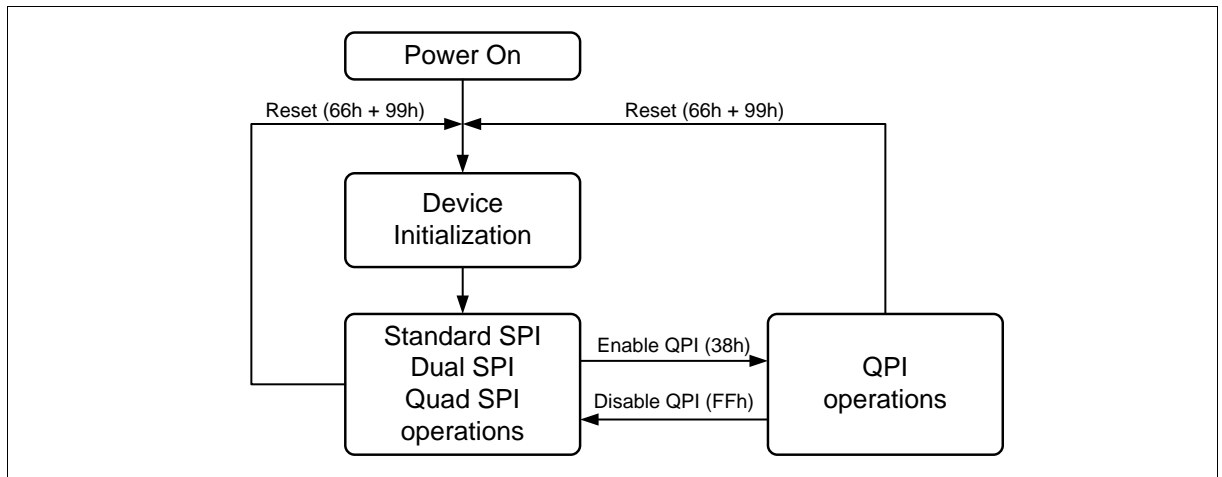 Power On
Reset (66h + 99h)
Reset (66h + 99h)
Device
Initialization
Standard SPI
Dual SPI
Quad SPI
operations
Enable QPI (38h)
Disable QPI (FFh)
QPI
operations